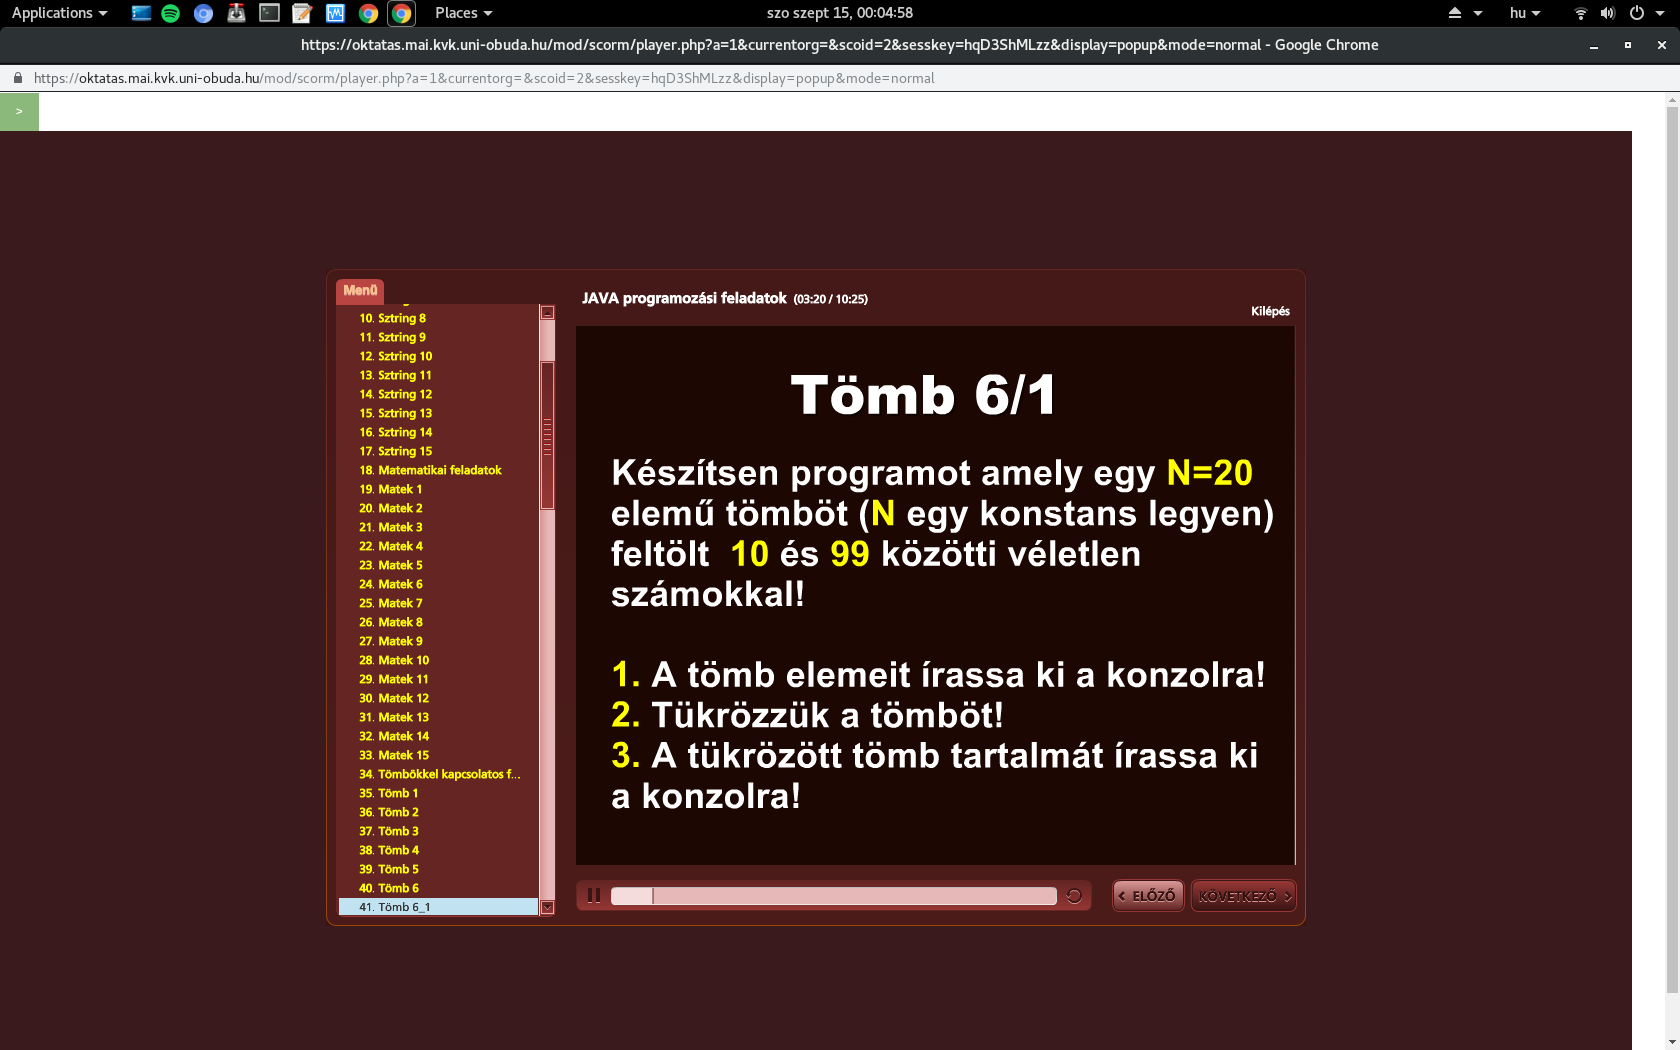 Applications
Places
szo szept 15, 00:04:58
hu
https://oktatas.mai.kvk.uni-obuda.hu/mod/scorm/player.php?a=1&currentorg=&scoid=2&sesskey=hqD3ShMLzz&display=popup&mode=normal - Google Chrome
https://oktatas.mai.kvk.uni-obuda.hu/mod/scorm/player.php?a=1&currentorg=&scoid=2&sesskey=hqD3ShMLzz&display=popup&mode=normal
>
Menü
10. Sztring 8
11. Sztring 9
12. Sztring 10
13. Sztring 11
14. Sztring 12
15. Sztring 13
16. Sztring 14
17. Sztring 15
18. Matematikai feladatok
19. Matek 1
20. Matek 2
21. Matek 3
22. Matek 4
23. Matek 5
24. Matek 6
25. Matek 7
26. Matek 8
27. Matek 9
28. Matek 10
29. Matek 11
30. Matek 12
31. Matek 13
32. Matek 14
33. Matek 15
34. Tömbökkel kapcsolatos f...
35. Tömb 1
36. Tömb 2
37. Tömb 3
38. Tömb 4
39. Tömb 5
40. Tömb 6
41. Tömb 6_1
JAVA programozási feladatok (03:20 / 10:25)
Kilépés
Tömb 6/1
Készítsen programot amely egy N=20
elemű tömböt (N egy konstans legyen)
feltölt 10 és 99 közötti véletlen
számokkal!
1. A tömb elemeit írassa ki a konzolra!
2. Tükrözzük a tömböt!
3. A tükrözött tömb tartalmát írassa ki
a konzolra!
< ELŐZŐ
KÖVETKEZŐ >